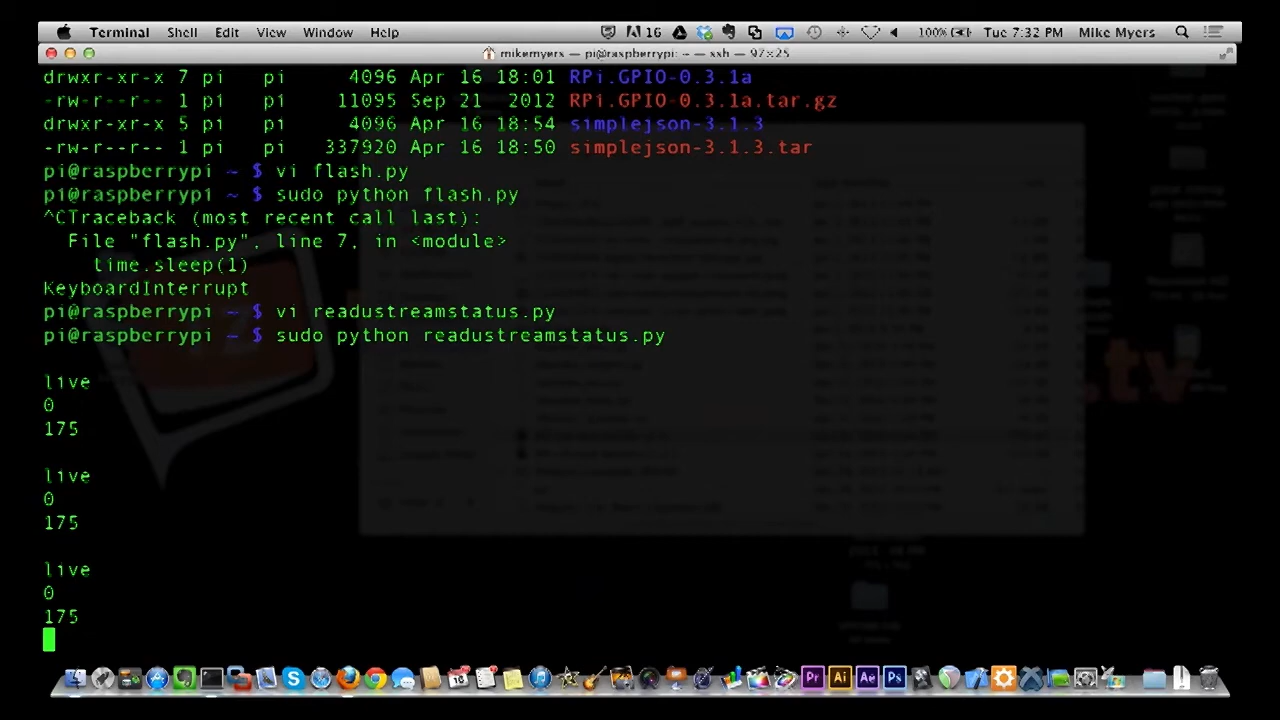 Terminal Shell Edit View Window Help 16 100% Tue 7:32 PM Mike Myers
mikemyers — pi@raspberrypi: ~ — ssh — 97×25
drwxr-xr-x 7 pi pi 4096 Apr 16 18:01 RPi.GPIO-0.3.1a
-rw-r--r-- 1 pi pi 11095 Sep 21 2012 RPi.GPIO-0.3.1a.tar.gz
drwxr-xr-x 5 pi pi 4096 Apr 16 18:54 simplejson-3.1.3
-rw-r--r-- 1 pi pi 337920 Apr 16 18:50 simplejson-3.1.3.tar
pi@raspberrypi ~ $ vi flash.py
pi@raspberrypi ~ $ sudo python flash.py
^CTraceback (most recent call last):
File "flash.py", line 7, in <module>
time.sleep(1)
KeyboardInterrupt
pi@raspberrypi ~ $ vi readustreamstatus.py
pi@raspberrypi ~ $ sudo python readustreamstatus.py
live
0
175
live
0
175
live
0
175
.tv
Pr Ai Ae Ps